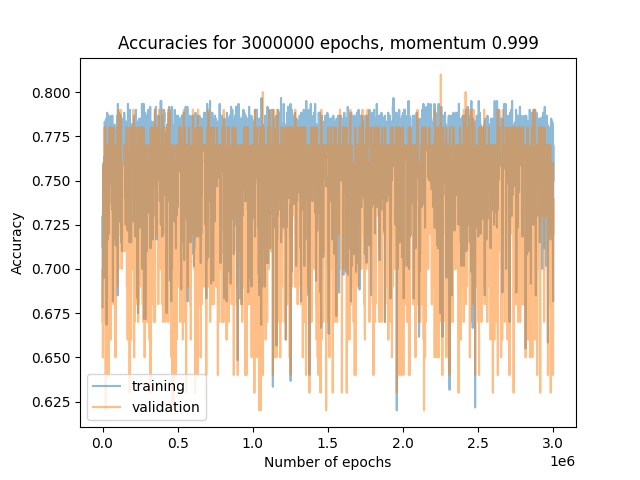 Accuracies for 3000000 epochs, momentum 0.999
Accuracy
0.800
0.775
0.750
0.725
0.700
0.675
0.650
0.625
training
validation
0.0 0.5 1.0 1.5 2.0 2.5 3.0
1e6
Number of epochs